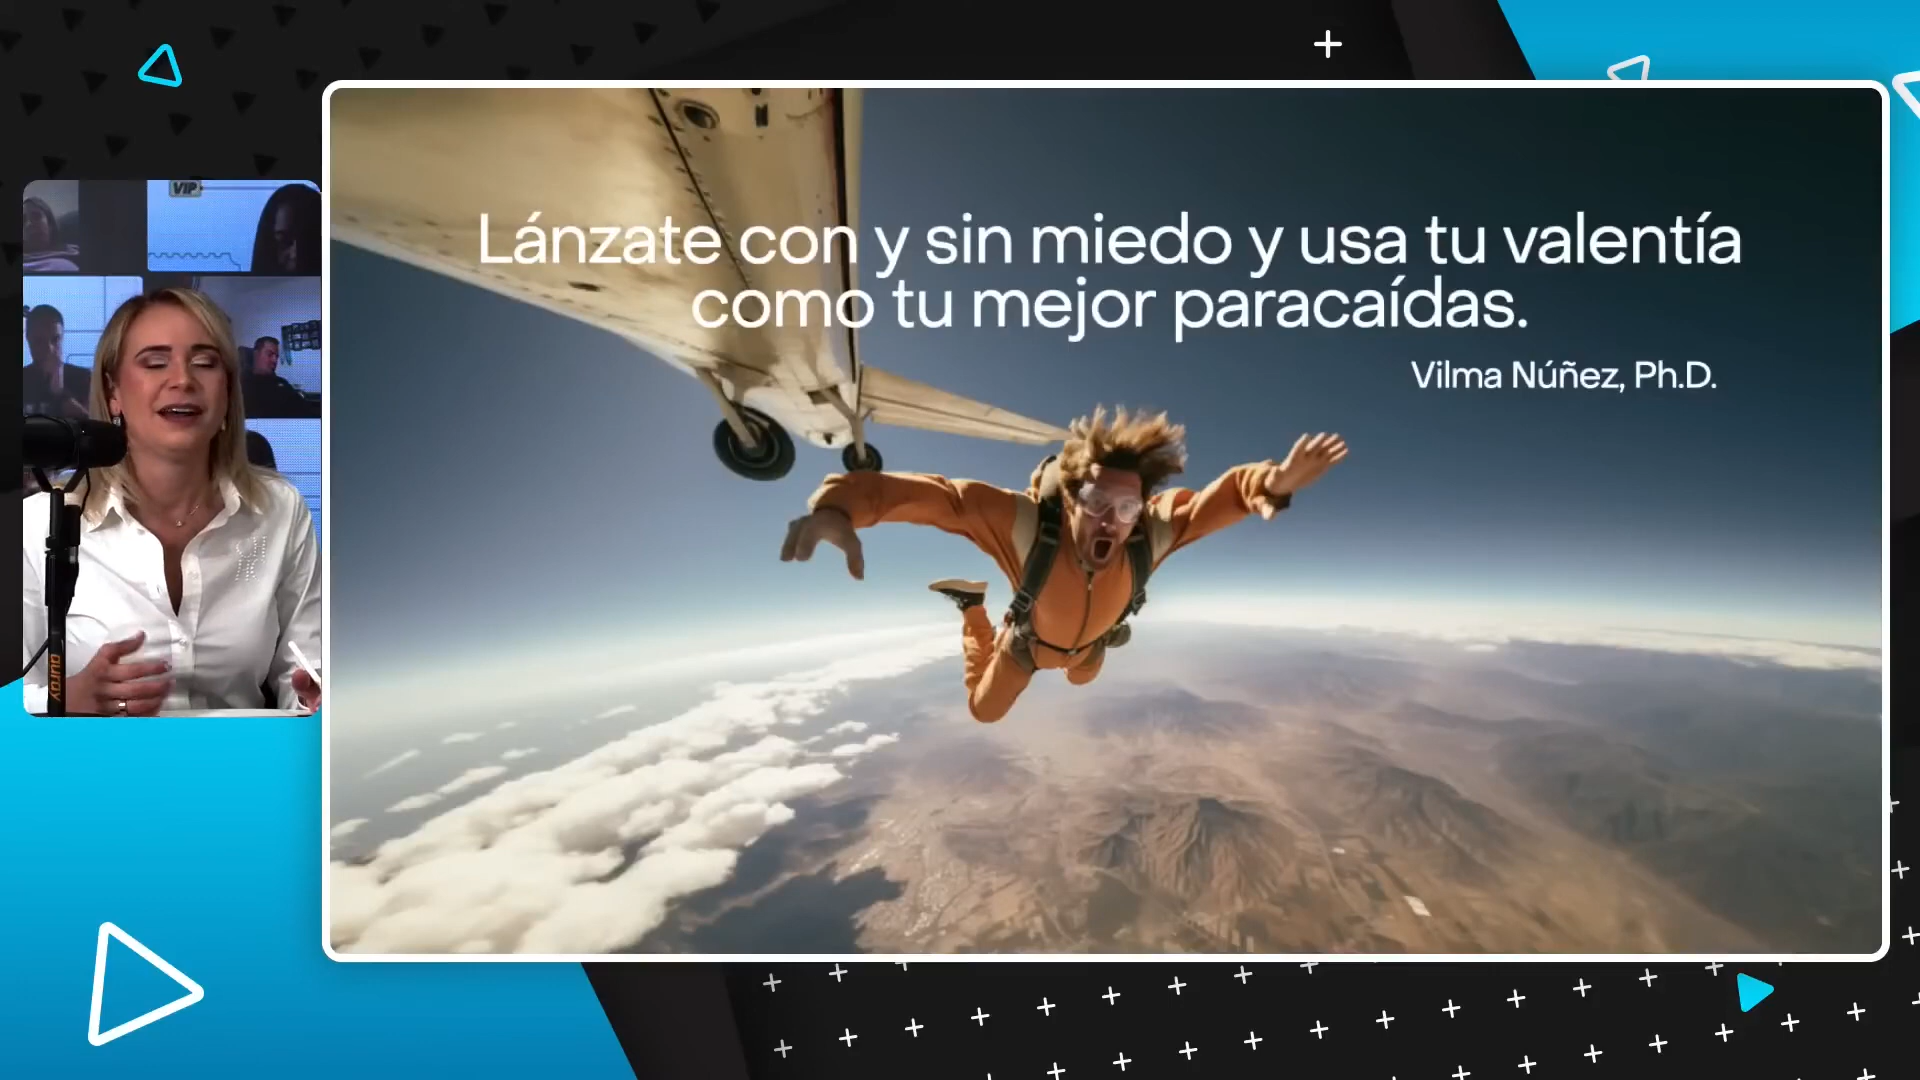 VIP
Lánzate con y sin miedo y usa tu valentía
como tu mejor paracaídas.
Vilma Núñez, Ph.D.